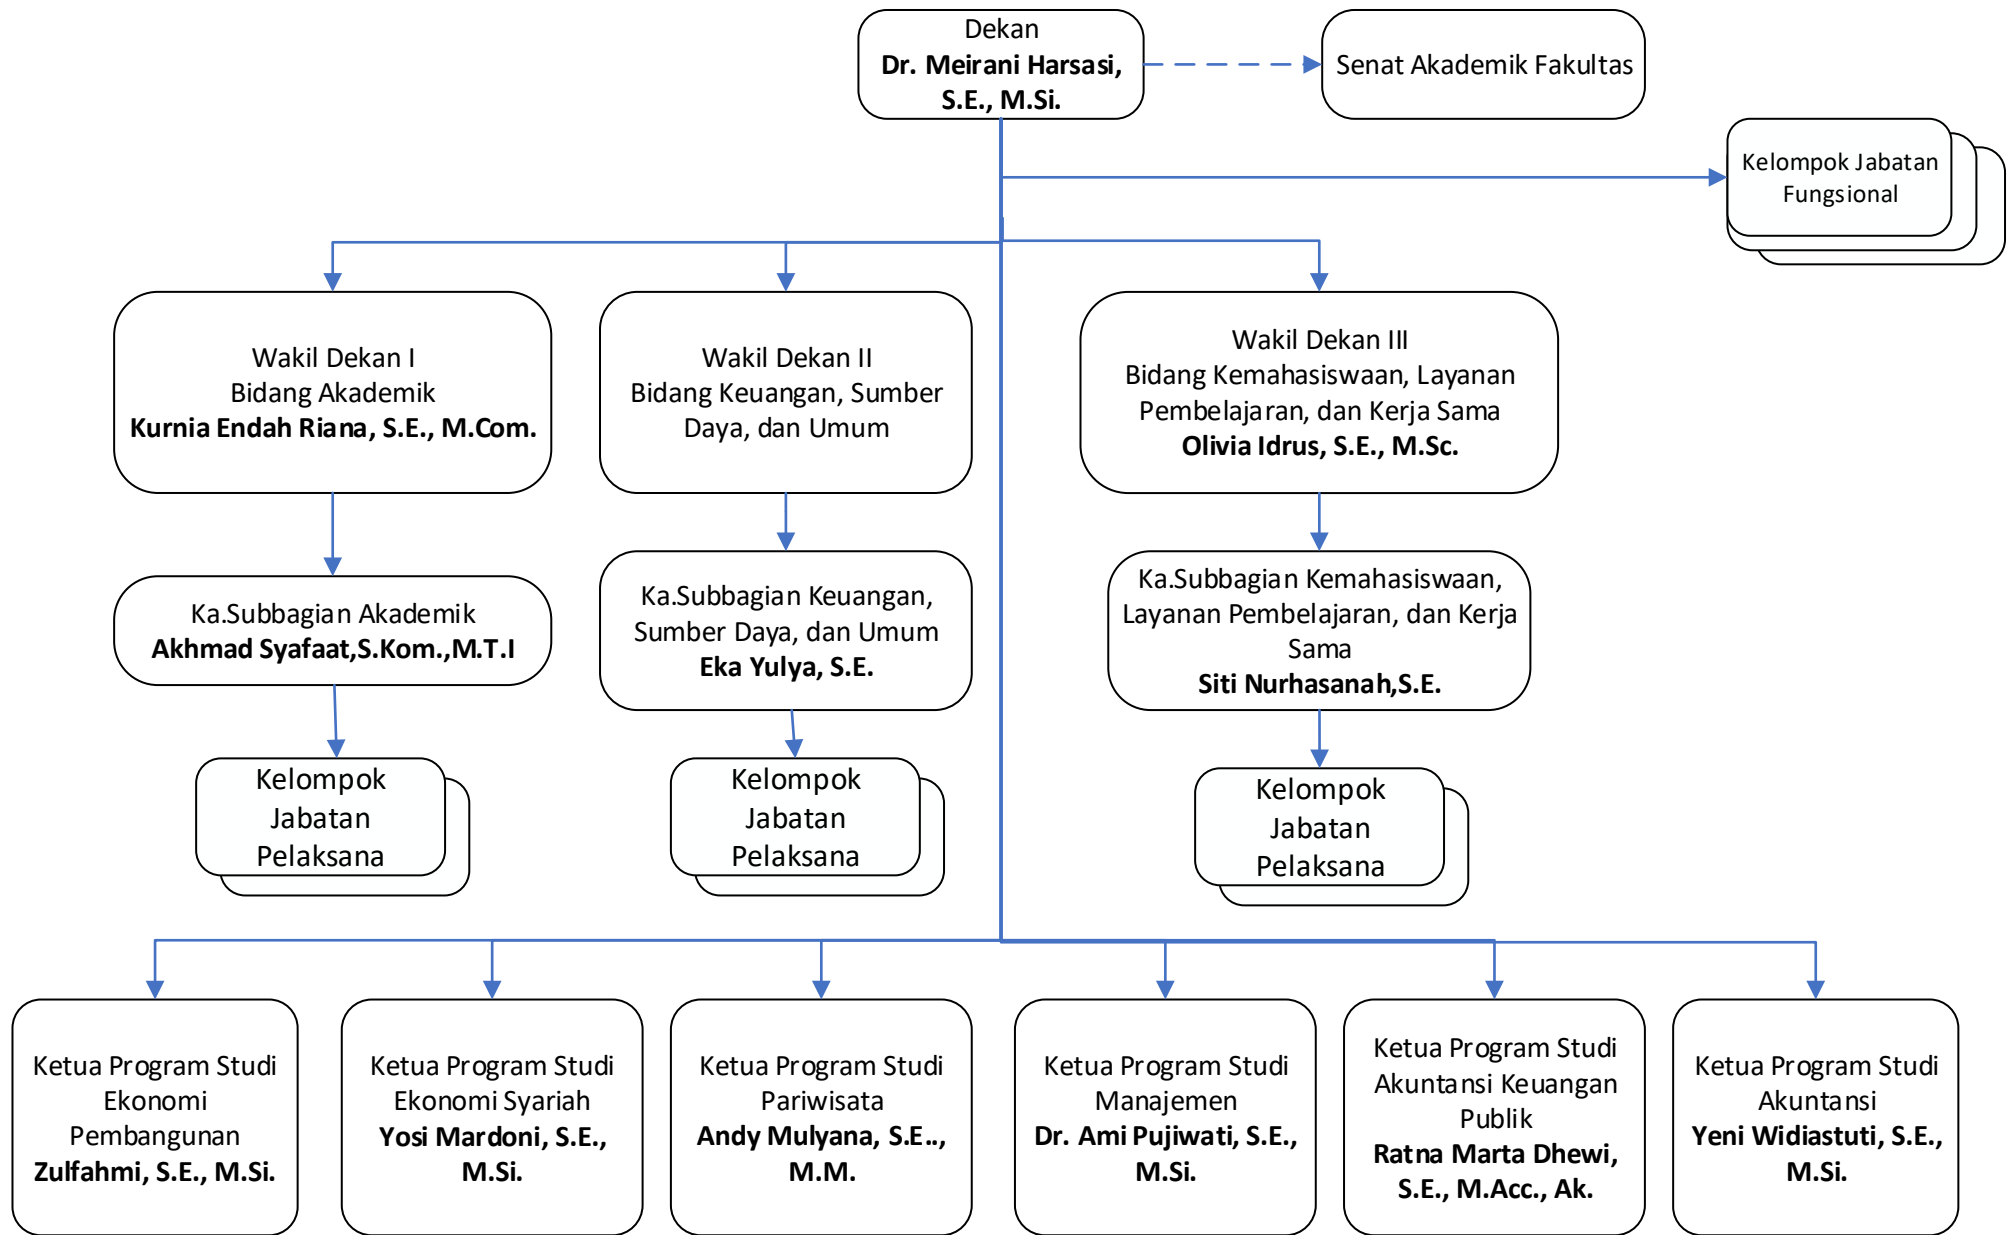 Dekan
Dr. Meirani Harsasi,
S.E., M.Si.
Senat Akademik Fakultas
Kelompok Jabatan
Fungsional
Wakil Dekan I
Bidang Akademik
Kurnia Endah Riana, S.E., M.Com.
Wakil Dekan II
Bidang Keuangan, Sumber
Daya, dan Umum
Wakil Dekan III
Bidang Kemahasiswaan, Layanan
Pembelajaran, dan Kerja Sama
Olivia Idrus, S.E., M.Sc.
Ka.Subbagian Akademik
Akhmad Syafaat,S.Kom.,M.T.I
Ka.Subbagian Keuangan,
Sumber Daya, dan Umum
Eka Yulya, S.E.
Ka.Subbagian Kemahasiswaan,
Layanan Pembelajaran, dan Kerja
Sama
Siti Nurhasanah,S.E.
Kelompok
Jabatan
Pelaksana
Kelompok
Jabatan
Pelaksana
Kelompok
Jabatan
Pelaksana
Ketua Program Studi
Ekonomi
Pembangunan
Zulfahmi, S.E., M.Si.
Ketua Program Studi
Ekonomi Syariah
Yosi Mardoni, S.E.,
M.Si.
Ketua Program Studi
Pariwisata
Andy Mulyana, S.E..,
M.M.
Ketua Program Studi
Manajemen
Dr. Ami Pujiwati, S.E.,
M.Si.
Ketua Program Studi
Akuntansi Keuangan
Publik
Ratna Marta Dhewi,
S.E., M.Acc., Ak.
Ketua Program Studi
Akuntansi
Yeni Widiastuti, S.E.,
M.Si.